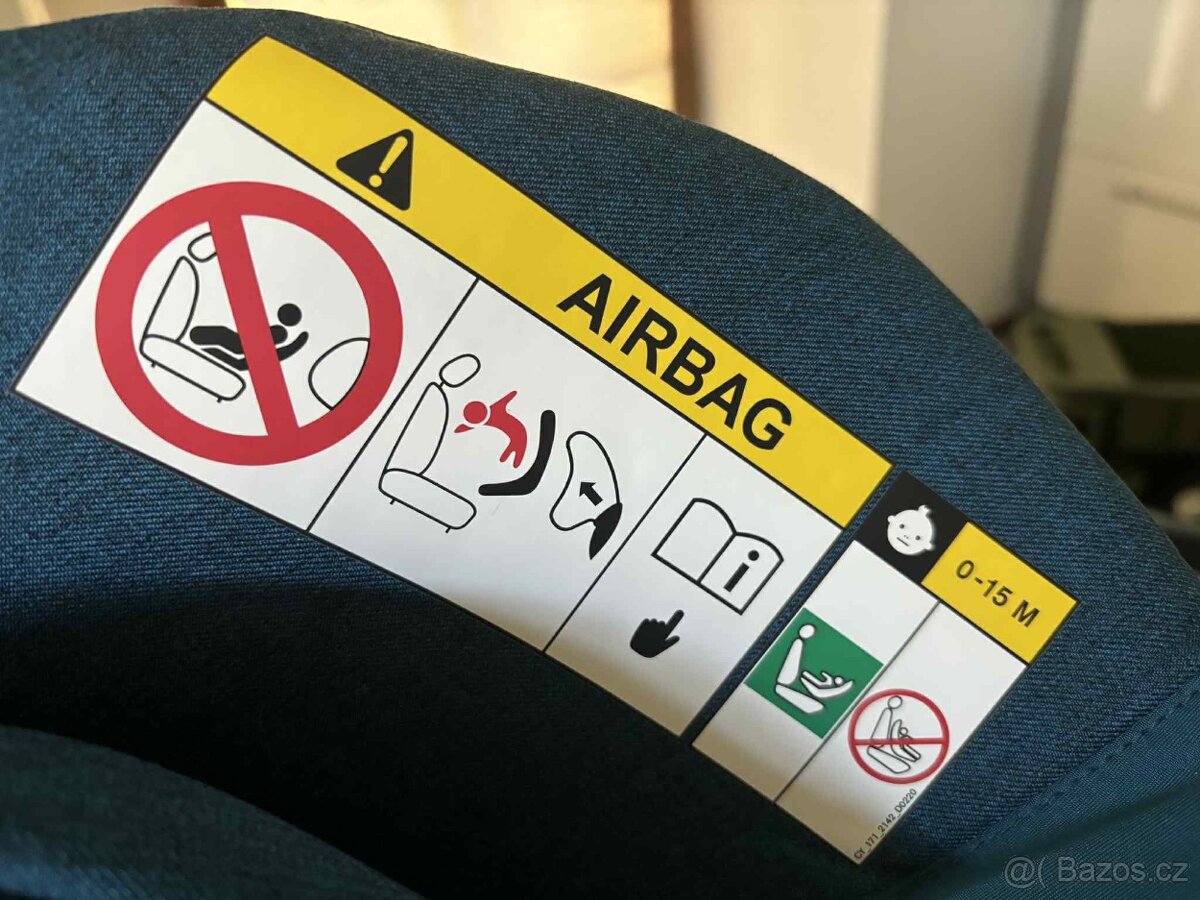 AIRBAG
i
0-15 M
CY_171_2142_D0220
@( Bazos.cz